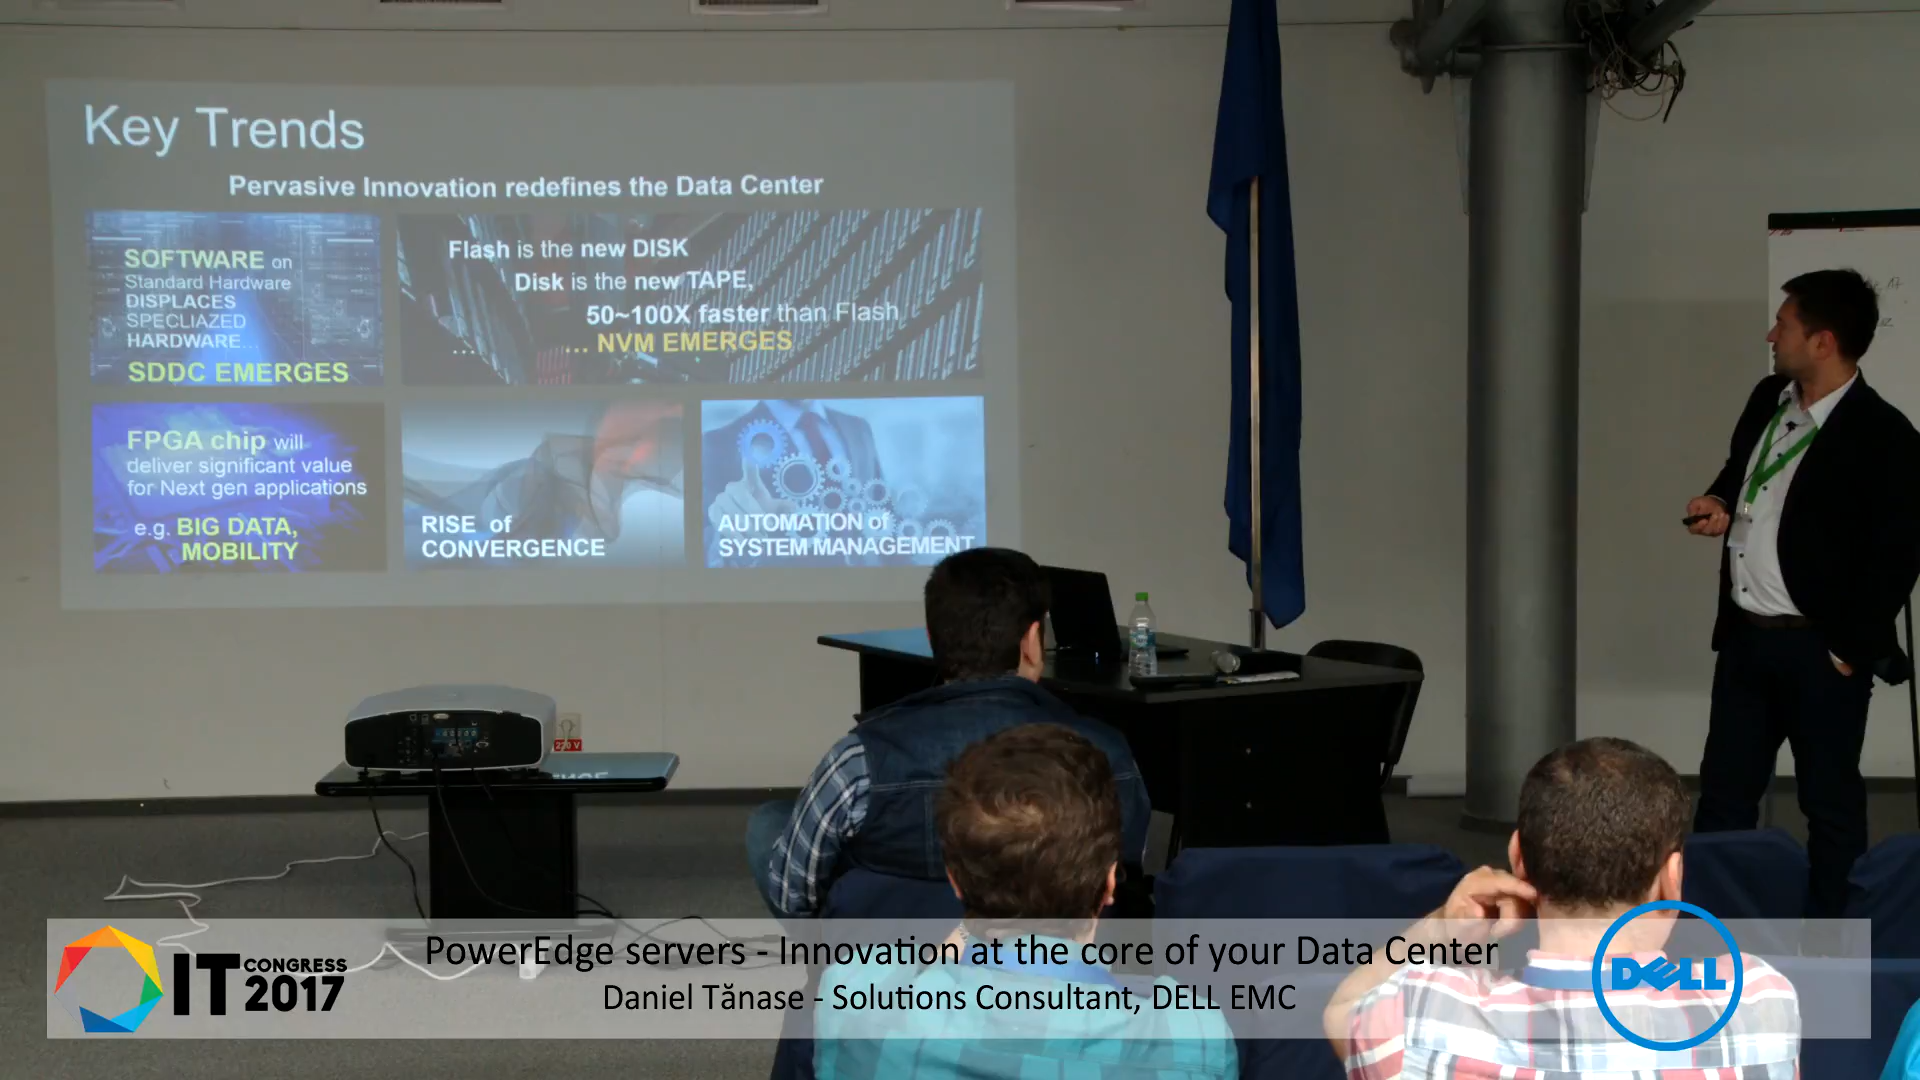 Key Trends
Pervasive Innovation redefines the Data Center
SOFTWARE on
Standard Hardware
DISPLACES
SPECLIAZED
HARDWARE...
SDDC EMERGES
Flash is the new DISK
Disk is the new TAPE,
50~100X faster than Flash
... ... NVM EMERGES
FPGA chip will
deliver significant value
for Next gen applications
e.g. BIG DATA,
MOBILITY
RISE of
CONVERGENCE
AUTOMATION of
SYSTEM MANAGEMENT
220 V
IT CONGRESS
2017
PowerEdge servers - Innovation at the core of your Data Center
Daniel Tănase - Solutions Consultant, DELL EMC
DELL